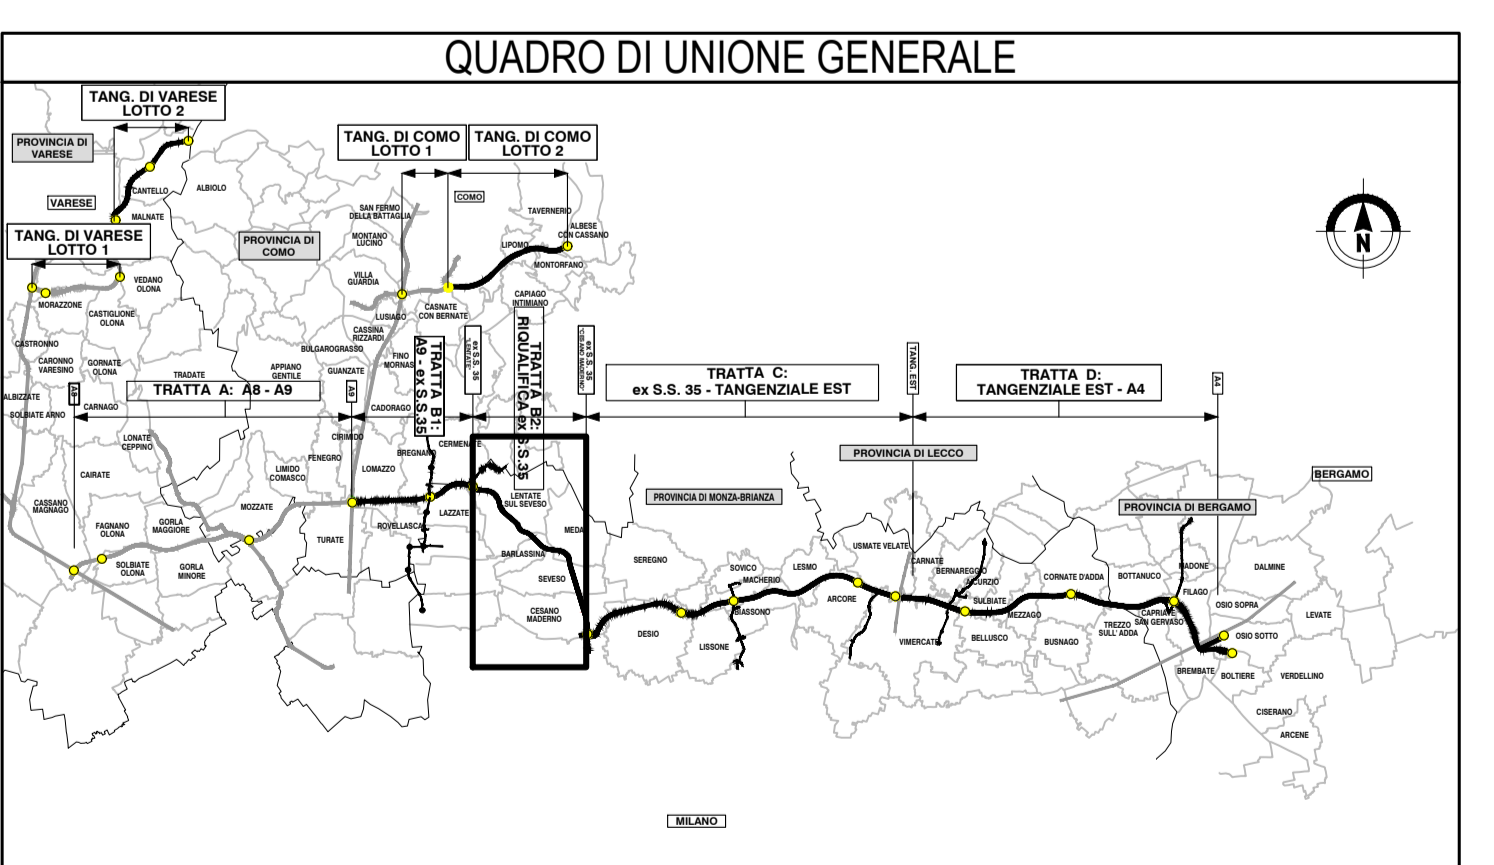 QUADRO DI UNIONE GENERALE
TANG. DI VARESE
LOTTO 2
PROVINCIA DI
VARESE
CANTELLO
ALBIOLO
VARESE
MALNATE
TANG. DI VARESE
LOTTO 1
VEDANO
OLONA
MORAZZONE
CASTIGLIONE
OLONA
PROVINCIA DI
COMO
TANG. DI COMO
LOTTO 1
TANG. DI COMO
LOTTO 2
COMO
SAN FERMO
DELLA BATTAGLIA
MONTANO
LUCINO
VILLA
GUARDIA
TAVERNERIO
ALBESE
CON CASSANO
LIPOMO
MONTORFANO
CAPIAGO
INTIMIANO
CASNATE
CON BERNATE
LUSIAGO
CASSINA
RIZZARDI
BULGAROGRASSO
FINO
MORNAS
GUANZATE
APPIANO
GENTILE
CASTRONNO
CARONNO
VARESINO
GORNATE
OLONA
TRADATE
ALBIZZATE
SOLBIATE ARNO
CARNAGO
A8
TRATTA A: A8 - A9
A9
CADORAGO
TRATTA B1:
A9 - ex S.S.35
ex S.S. 35
"LENTATE"
TRATTA B2:
RIQUALIFICA ex S.S.35
ex S.S. 35
"CESANO MADERNO"
TRATTA C:
ex S.S. 35 - TANGENZIALE EST
TANG. EST
TRATTA D:
TANGENZIALE EST - A4
A4
N
LONATE
CEPPINO
CAIRATE
CASSANO
MAGNAGO
FAGNANO
OLONA
SOLBIATE
OLONA
GORLA
MAGGIORE
GORLA
MINORE
MOZZATE
LIMIDO
COMASCO
FENEGRO
CIRIMIDO
LOMAZZO
BREGNANO
CERMENATE
TURATE
ROVELLASCA
LAZZATE
LENTATE
SUL SEVESO
MEDA
BARLASSINA
SEVESO
CESANO
MADERNO
PROVINCIA DI MONZA-BRIANZA
PROVINCIA DI LECCO
BERGAMO
PROVINCIA DI BERGAMO
SEREGNO
DESIO
LISSONE
SOVICO
MACHERIO
BIASSONO
LESMO
ARCORE
USMATE VELATE
CARNATE
BERNAREGGIO
AICURZIO
SULBIATE
MEZZAGO
VIMERCATE
BELLUSCO
BUSNAGO
CORNATE D'ADDA
TREZZO
SULL' ADDA
BOTTANUCO
MADONE
FILAGO
CAPRIATE
SAN GERVASO
DALMINE
OSIO SOPRA
LEVATE
OSIO SOTTO
BREMBATE
BOLTIERE
VERDELLINO
CISERANO
ARCENE
MILANO